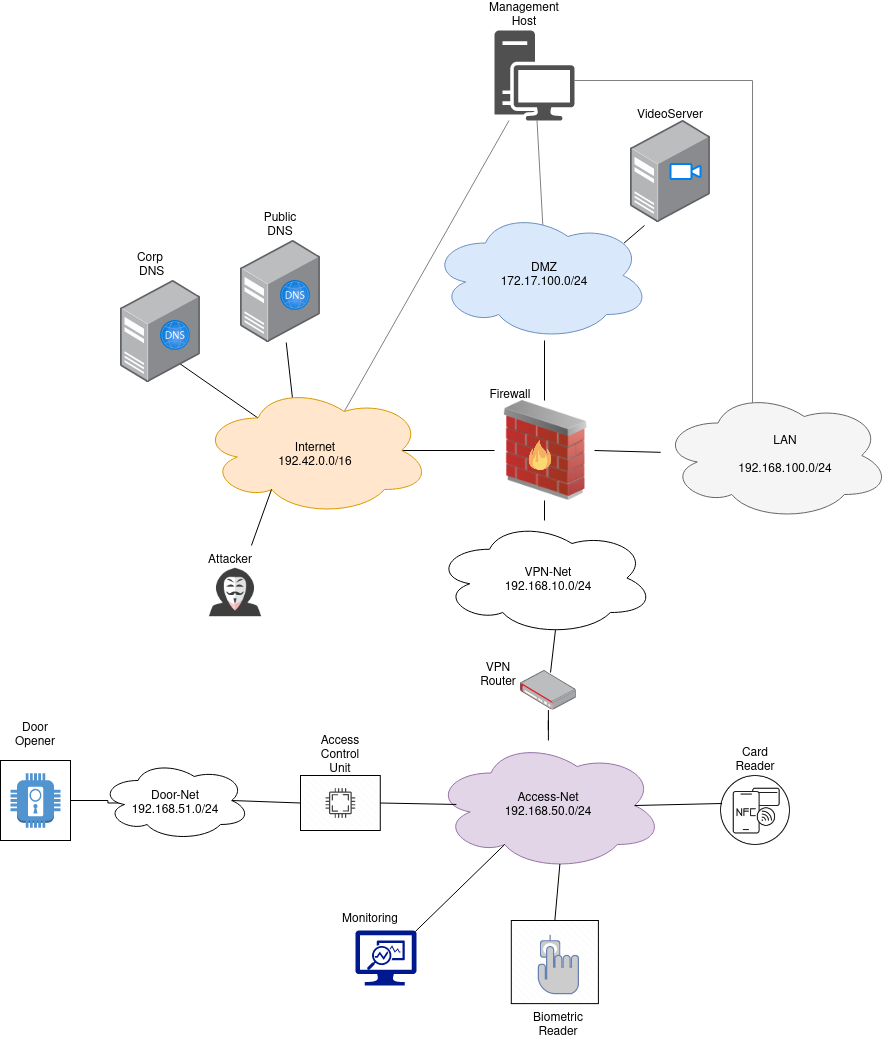 Management
Host
VideoServer
Public
DNS
DNS
Corp
DNS
DNS
DMZ
172.17.100.0/24
Firewall
Internet
192.42.0.0/16
LAN
192.168.100.0/24
Attacker
VPN-Net
192.168.10.0/24
VPN
Router
Door
Opener
Access
Control
Unit
Card
Reader
Door-Net
192.168.51.0/24
Access-Net
192.168.50.0/24
NFC
Monitoring
Biometric
Reader